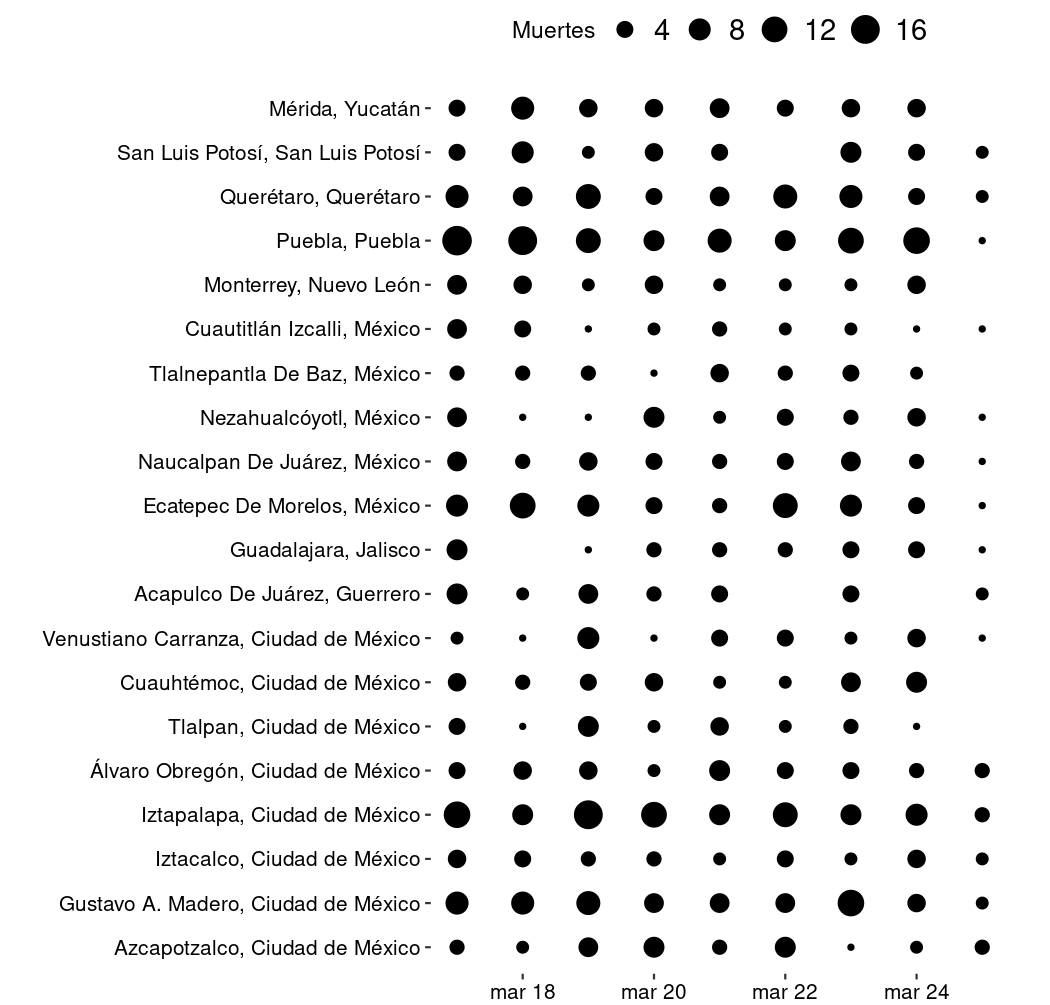 Muertes 4 8 12 16
Mérida, Yucatán
San Luis Potosí, San Luis Potosí
Querétaro, Querétaro
Puebla, Puebla
Monterrey, Nuevo León
Cuautitlán Izcalli, México
Tlalnepantla De Baz, México
Nezahualcóyotl, México
Naucalpan De Juárez, México
Ecatepec De Morelos, México
Guadalajara, Jalisco
Acapulco De Juárez, Guerrero
Venustiano Carranza, Ciudad de México
Cuauhtémoc, Ciudad de México
Tlalpan, Ciudad de México
Álvaro Obregón, Ciudad de México
Iztapalapa, Ciudad de México
Iztacalco, Ciudad de México
Gustavo A. Madero, Ciudad de México
Azcapotzalco, Ciudad de México
mar 18 mar 20 mar 22 mar 24